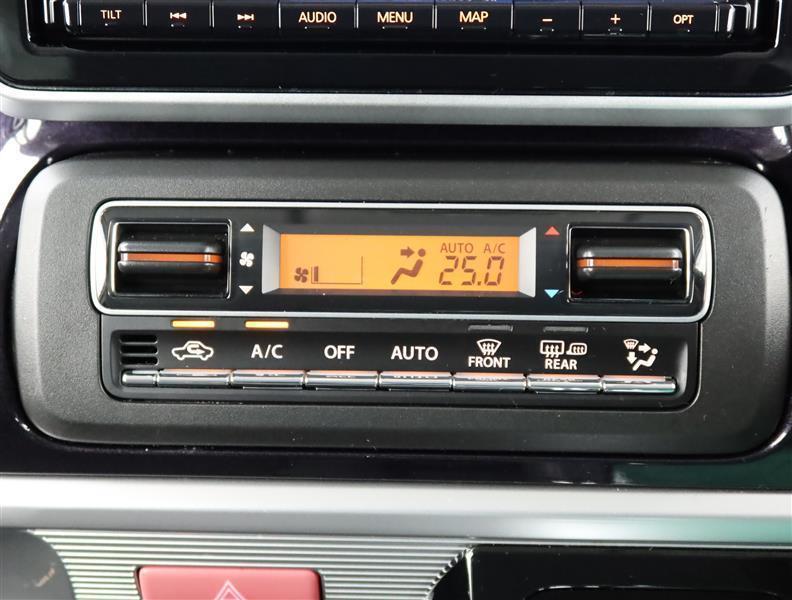 TILT AUDIO MENU MAP - + OPT
AUTO A/C
25.0
A/C OFF AUTO FRONT REAR